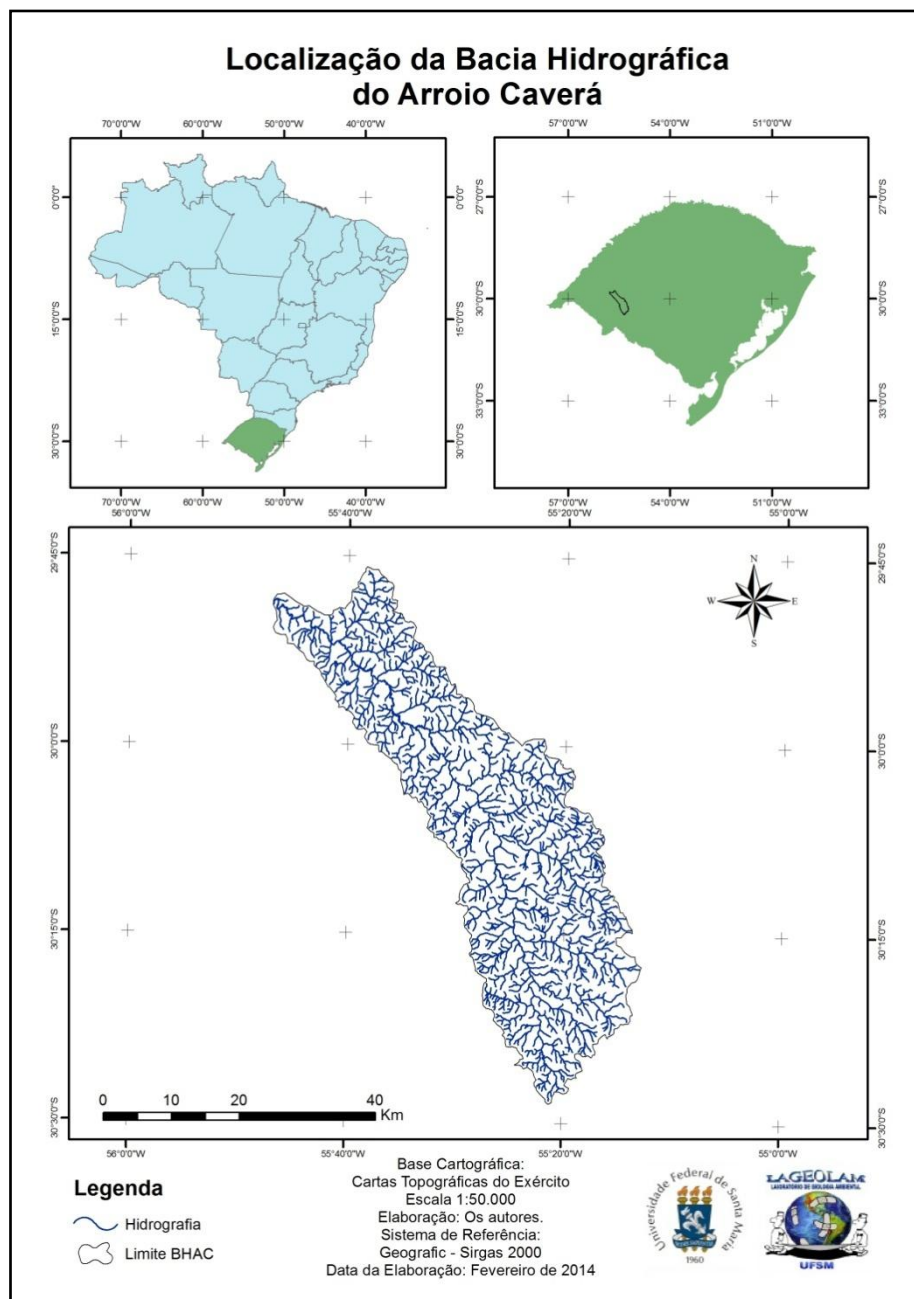 Localização da Bacia Hidrográfica
do Arroio Caverá
70°0'0"W 60°0'0"W 50°0'0"W 40°0'0"W
0°0'0" 0°0'0"
15°0'0"S 15°0'0"S
30°0'0"S 30°0'0"S
70°0'0"W 60°0'0"W 50°0'0"W 40°0'0"W
57°0'0"W 54°0'0"W 51°0'0"W
27°0'0"S 27°0'0"S
30°0'0"S 30°0'0"S
33°0'0"S 33°0'0"S
57°0'0"W 54°0'0"W 51°0'0"W
56°0'0"W 55°40'0"W 55°20'0"W 55°0'0"W
29°45'0"S 29°45'0"S
N
W E
S
30°0'0"S 30°0'0"S
30°15'0"S 30°15'0"S
0 10 20 40
Km
30°30'0"S 30°30'0"S
56°0'0"W 55°40'0"W 55°20'0"W 55°0'0"W
Legenda
Hidrografia
Limite BHAC
Base Cartográfica:
Cartas Topográficas do Exército
Escala 1:50.000
Elaboração: Os autores.
Sistema de Referência:
Geografic - Sirgas 2000
Data da Elaboração: Fevereiro de 2014
Universidade Federal de Santa Maria
1960
LAGEOLAM
LABORATÓRIO DE GEOLOGIA AMBIENTAL
UFSM